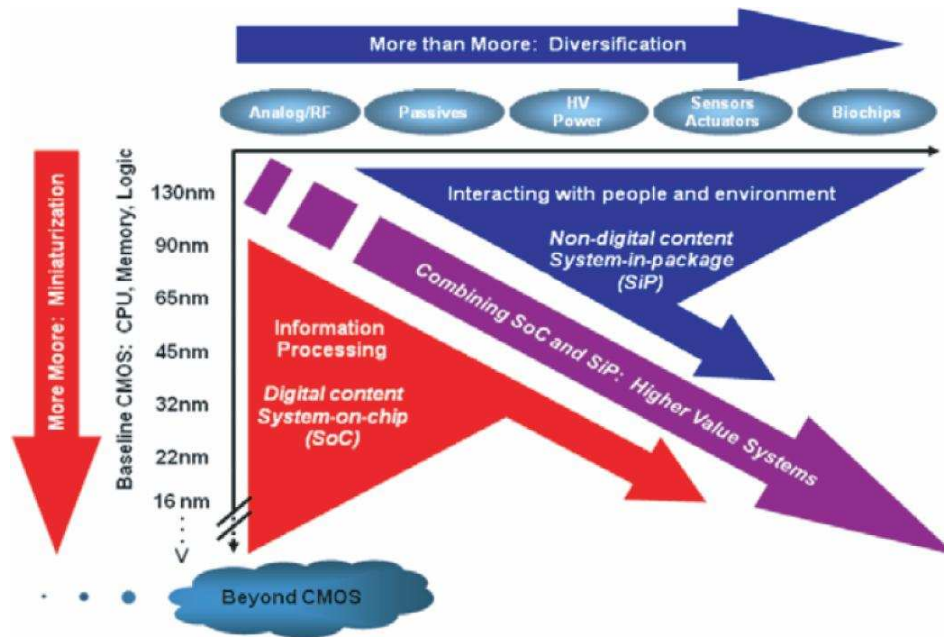 More than Moore: Diversification
Analog/RF
Passives
HV
Power
Sensors
Actuators
Biochips
More Moore: Miniaturization
Baseline CMOS: CPU, Memory, Logic
130nm
90nm
65nm
45nm
32nm
22nm
16 nm
V
Interacting with people and environment
Non-digital content
System-in-package
(SiP)
Combining SoC and SiP: Higher Value Systems
Information
Processing
Digital content
System-on-chip
(SoC)
Beyond CMOS